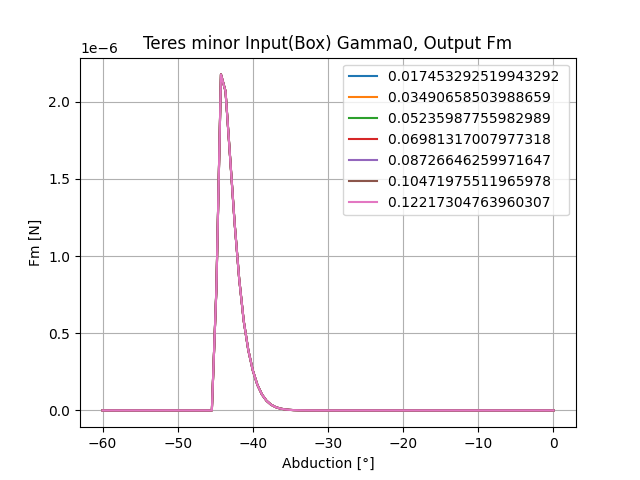 Teres minor Input(Box) Gamma0, Output Fm
1e−6
0.017453292519943292
0.03490658503988659
0.05235987755982989
0.06981317007977318
0.08726646259971647
0.10471975511965978
0.12217304763960307
2.0
1.5
1.0
0.5
0.0
Fm [N]
−60 −50 −40 −30 −20 −10 0
Abduction [°]